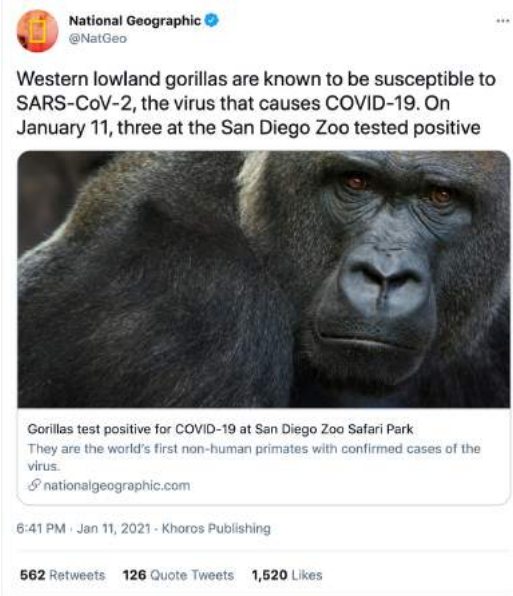 National Geographic
@NatGeo
Western lowland gorillas are known to be susceptible to
SARS-CoV-2, the virus that causes COVID-19. On
January 11, three at the San Diego Zoo tested positive
Gorillas test positive for COVID-19 at San Diego Zoo Safari Park
They are the world's first non-human primates with confirmed cases of the
virus.
nationalgeographic.com
6:41 PM · Jan 11, 2021 · Khoros Publishing
562 Retweets 126 Quote Tweets 1,520 Likes